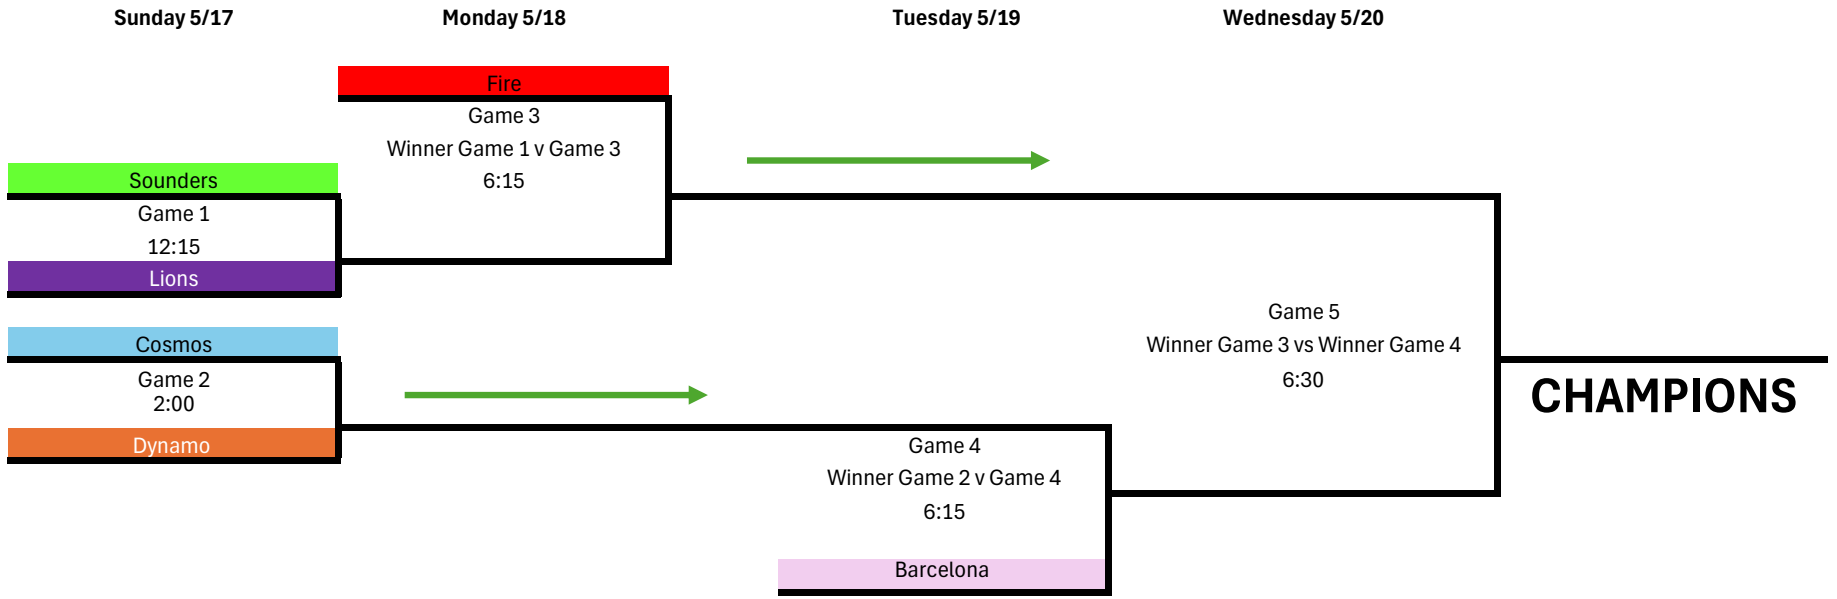 Sunday 5/17
Monday 5/18
Tuesday 5/19
Wednesday 5/20
Fire
Game 3
Winner Game 1 v Game 3
6:15
Sounders
Game 1
12:15
Lions
Cosmos
Game 2
2:00
Dynamo
Game 4
Winner Game 2 v Game 4
6:15
Barcelona
Game 5
Winner Game 3 vs Winner Game 4
6:30
CHAMPIONS